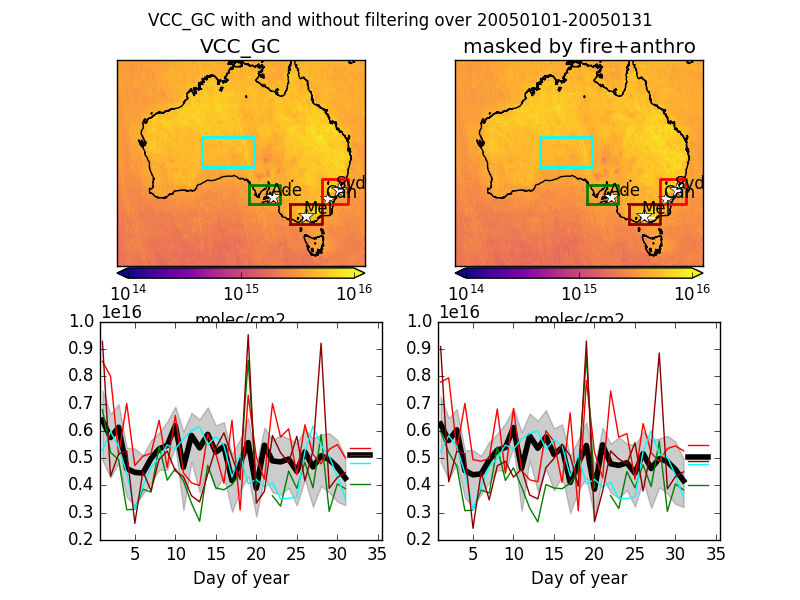 VCC_GC with and without filtering over 20050101-20050131
VCC_GC
masked by fire+anthro
Ade
Syd
Can
Mel
Ade
Syd
Can
Mel
10^14 10^15 10^16
10^14 10^15 10^16
molec/cm2
molec/cm2
1e16
1e16
1.0
0.9
0.8
0.7
0.6
0.5
0.4
0.3
0.2
5 10 15 20 25 30 35
Day of year
1.0
0.9
0.8
0.7
0.6
0.5
0.4
0.3
0.2
5 10 15 20 25 30 35
Day of year